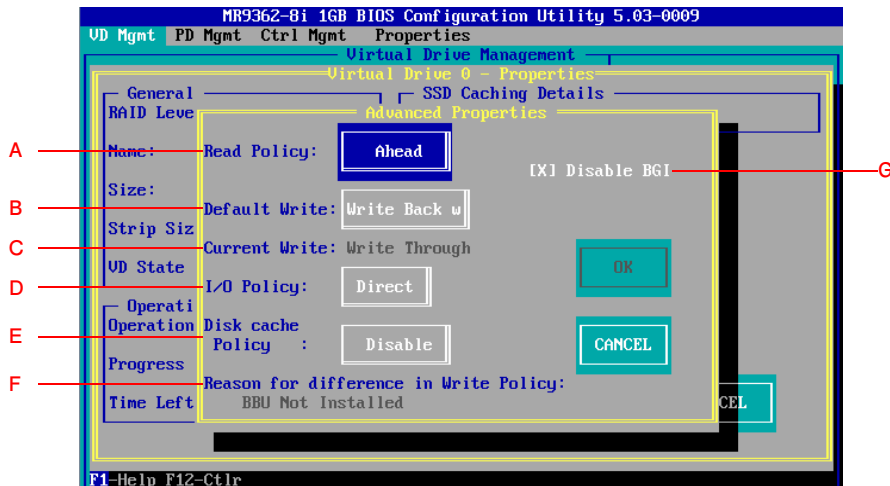 MR9362-8i 1GB BIOS Configuration Utility 5.03-0009
VD Mgmt PD Mgmt Ctrl Mgmt Properties
Virtual Drive Management
Virtual Drive 0 - Properties
General SSD Caching Details
RAID Leve Advanced Properties
A Name: Read Policy: Ahead [X] Disable BGI G
Size:
B Default Write: Write Back w
Strip Siz
C Current Write: Write Through
VD State OK
D I/O Policy: Direct
Operati
Operation Disk cache
E Policy : Disable CANCEL
Progress
F Reason for difference in Write Policy:
Time Left BBU Not Installed CEL
F1-Help F12-Ctlr